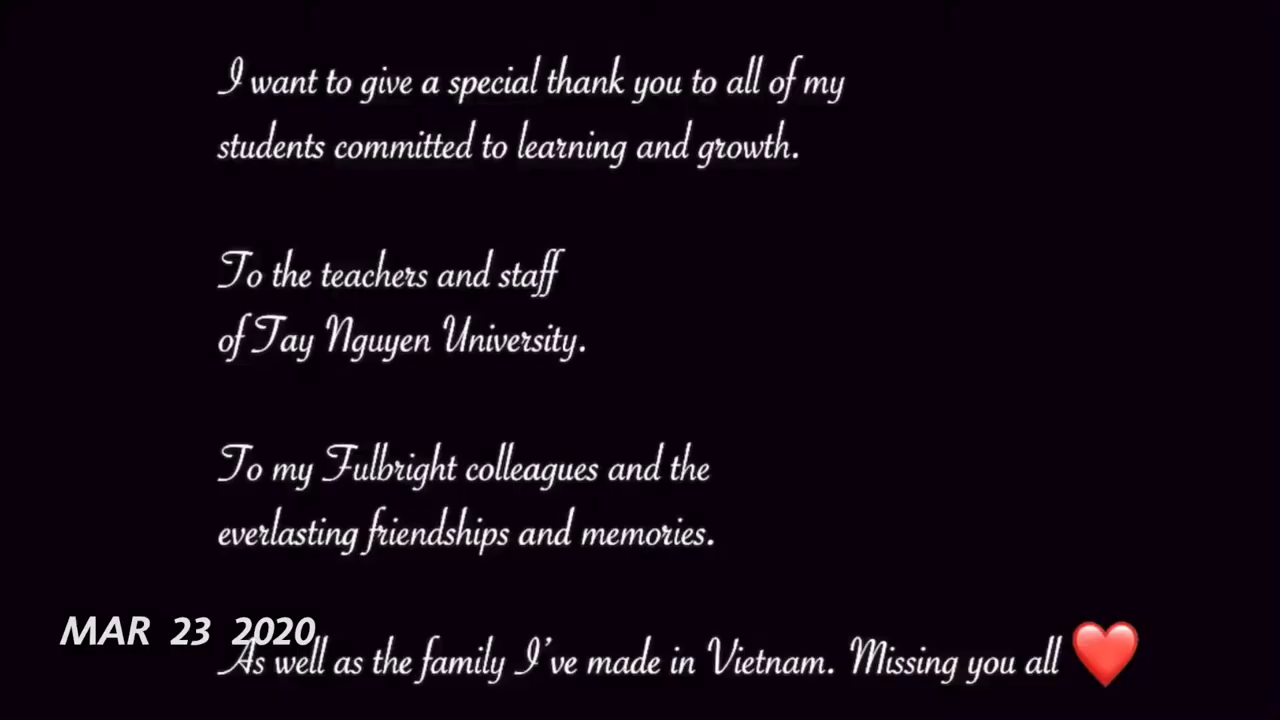 I want to give a special thank you to all of my
students committed to learning and growth.
To the teachers and staff
of Tay Nguyen University.
To my Fulbright colleagues and the
everlasting friendships and memories.
MAR 23 2020
As well as the family I've made in Vietnam. Missing you all ❤️